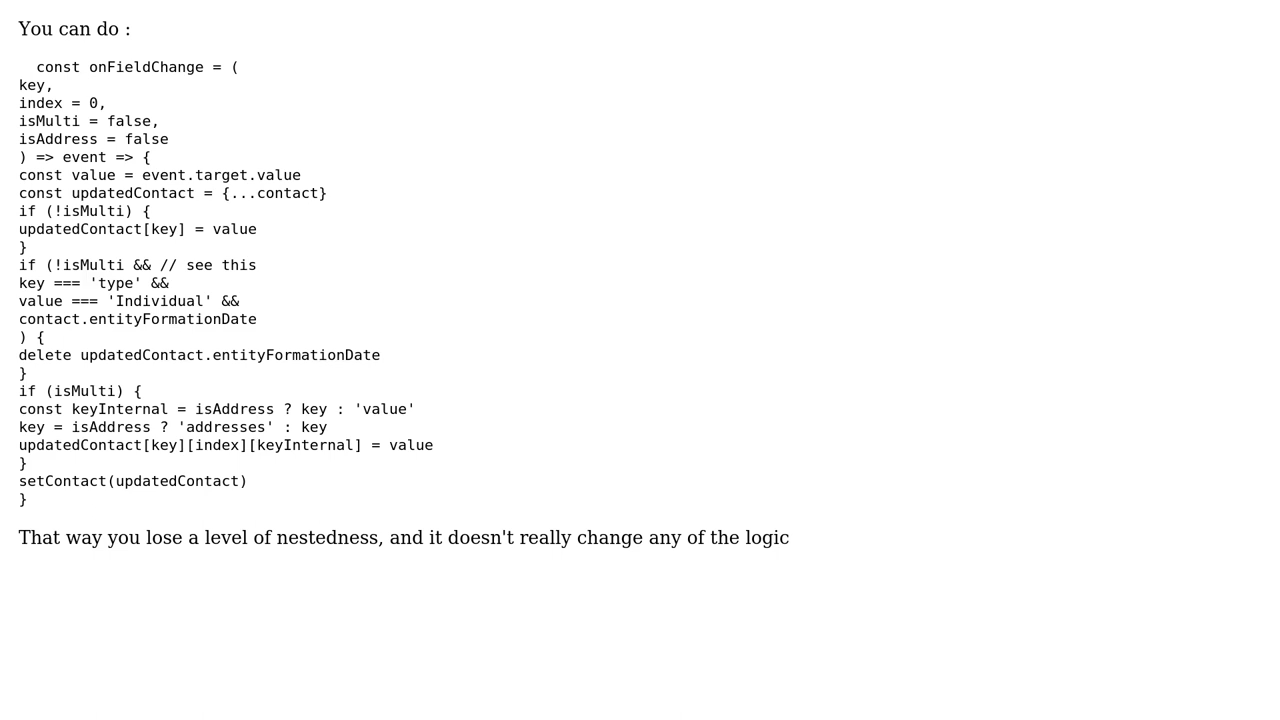 You can do :
  const onFieldChange = (
key,
index = 0,
isMulti = false,
isAddress = false
) => event => {
const value = event.target.value
const updatedContact = {...contact}
if (!isMulti) {
updatedContact[key] = value
}
if (!isMulti && // see this
key === 'type' &&
value === 'Individual' &&
contact.entityFormationDate
) {
delete updatedContact.entityFormationDate
}
if (isMulti) {
const keyInternal = isAddress ? key : 'value'
key = isAddress ? 'addresses' : key
updatedContact[key][index][keyInternal] = value
}
setContact(updatedContact)
}
That way you lose a level of nestedness, and it doesn't really change any of the logic